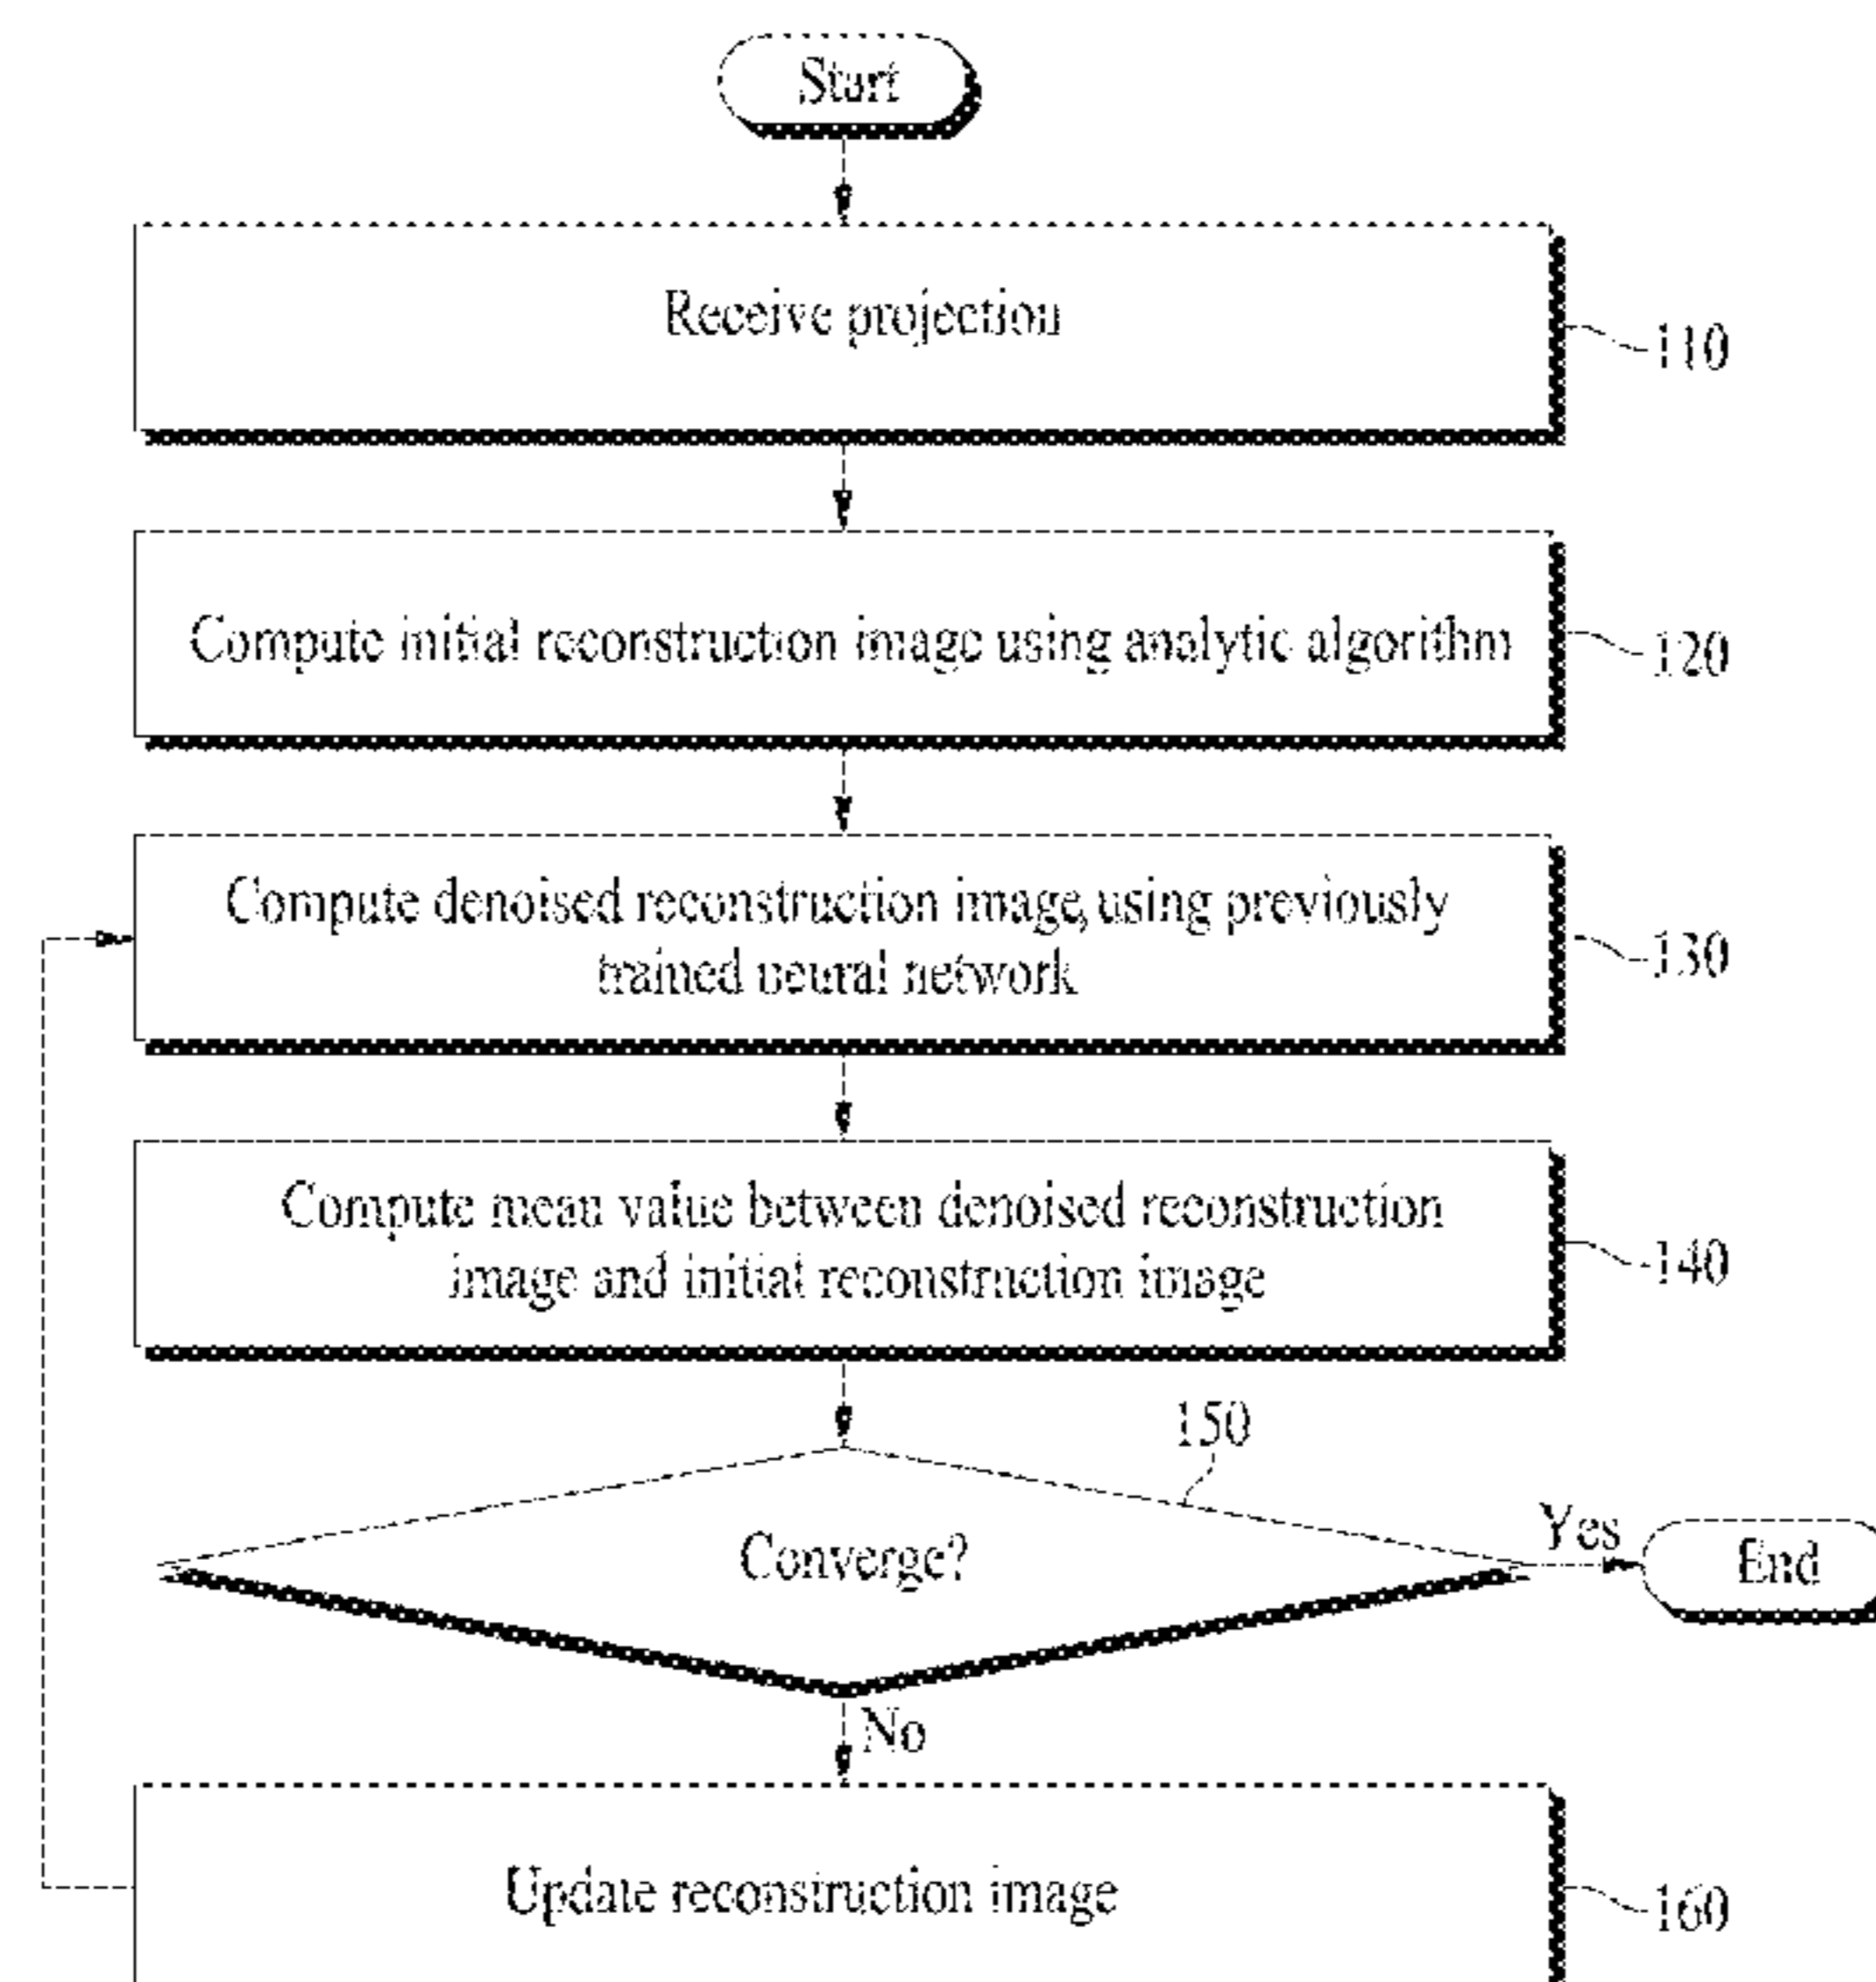 Start
Receive projection
110
Compute initial reconstruction image using analytic algorithm
120
Compute denoised reconstruction image, using previously
trained neural network
130
Compute mean value between denoised reconstruction
image and initial reconstruction image
140
150
Converge?
Yes
End
No
Update reconstruction image
160